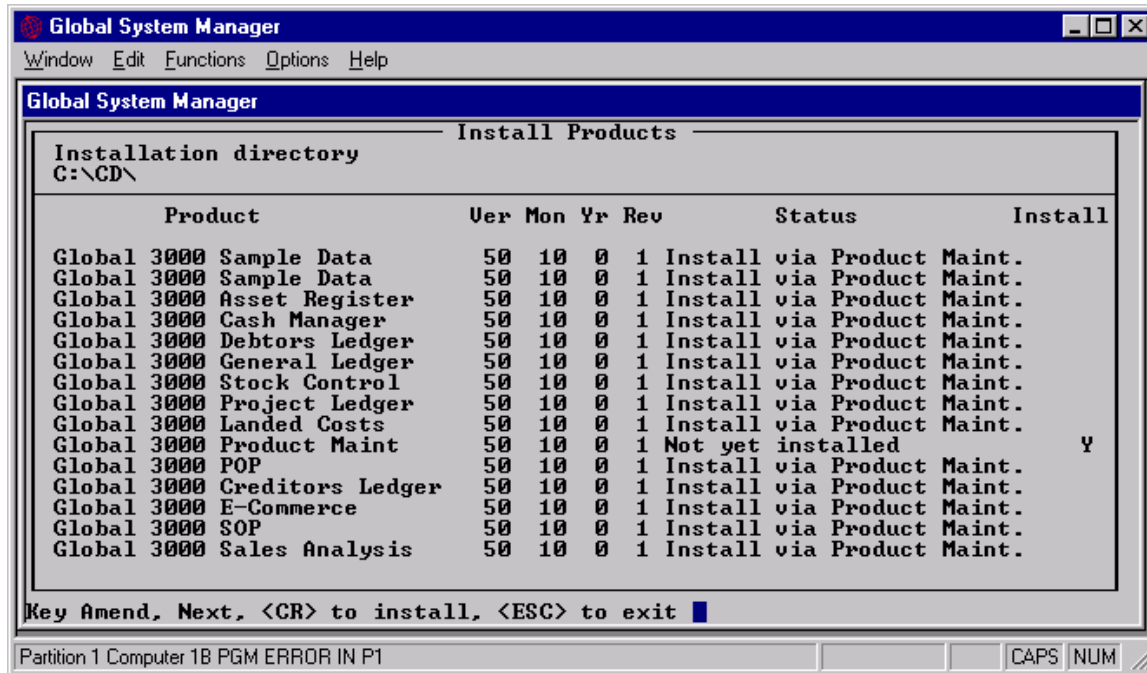 Global System Manager
Window Edit Functions Options Help
Global System Manager
Install Products
Installation directory
C:\CD\
Product Ver Mon Yr Rev Status Install
Global 3000 Sample Data 50 10 0 1 Install via Product Maint.
Global 3000 Sample Data 50 10 0 1 Install via Product Maint.
Global 3000 Asset Register 50 10 0 1 Install via Product Maint.
Global 3000 Cash Manager 50 10 0 1 Install via Product Maint.
Global 3000 Debtors Ledger 50 10 0 1 Install via Product Maint.
Global 3000 General Ledger 50 10 0 1 Install via Product Maint.
Global 3000 Stock Control 50 10 0 1 Install via Product Maint.
Global 3000 Project Ledger 50 10 0 1 Install via Product Maint.
Global 3000 Landed Costs 50 10 0 1 Install via Product Maint.
Global 3000 Product Maint 50 10 0 1 Not yet installed Y
Global 3000 POP 50 10 0 1 Install via Product Maint.
Global 3000 Creditors Ledger 50 10 0 1 Install via Product Maint.
Global 3000 E-Commerce 50 10 0 1 Install via Product Maint.
Global 3000 SOP 50 10 0 1 Install via Product Maint.
Global 3000 Sales Analysis 50 10 0 1 Install via Product Maint.
Key Amend, Next, <CR> to install, <ESC> to exit
Partition 1 Computer 1B PGM ERROR IN P1 CAPS NUM